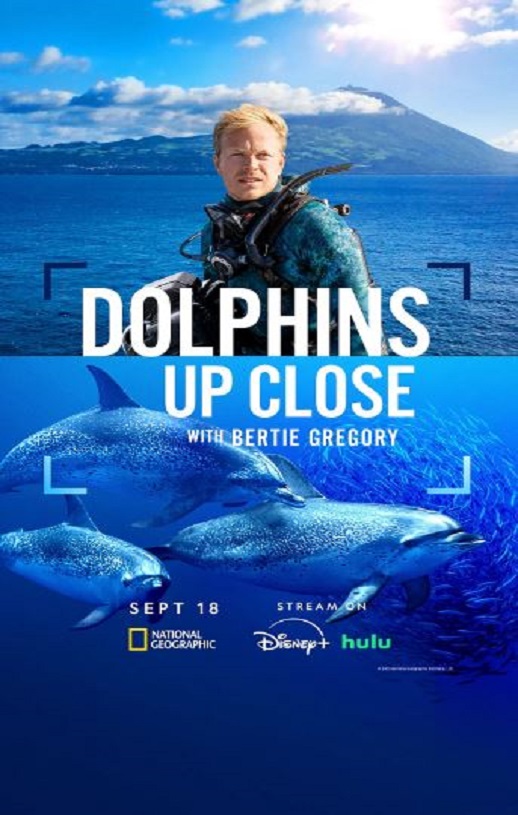 DOLPHINS
UP CLOSE
WITH BERTIE GREGORY
SEPT 18
NATIONAL
GEOGRAPHIC
STREAM ON
Disney+ hulu